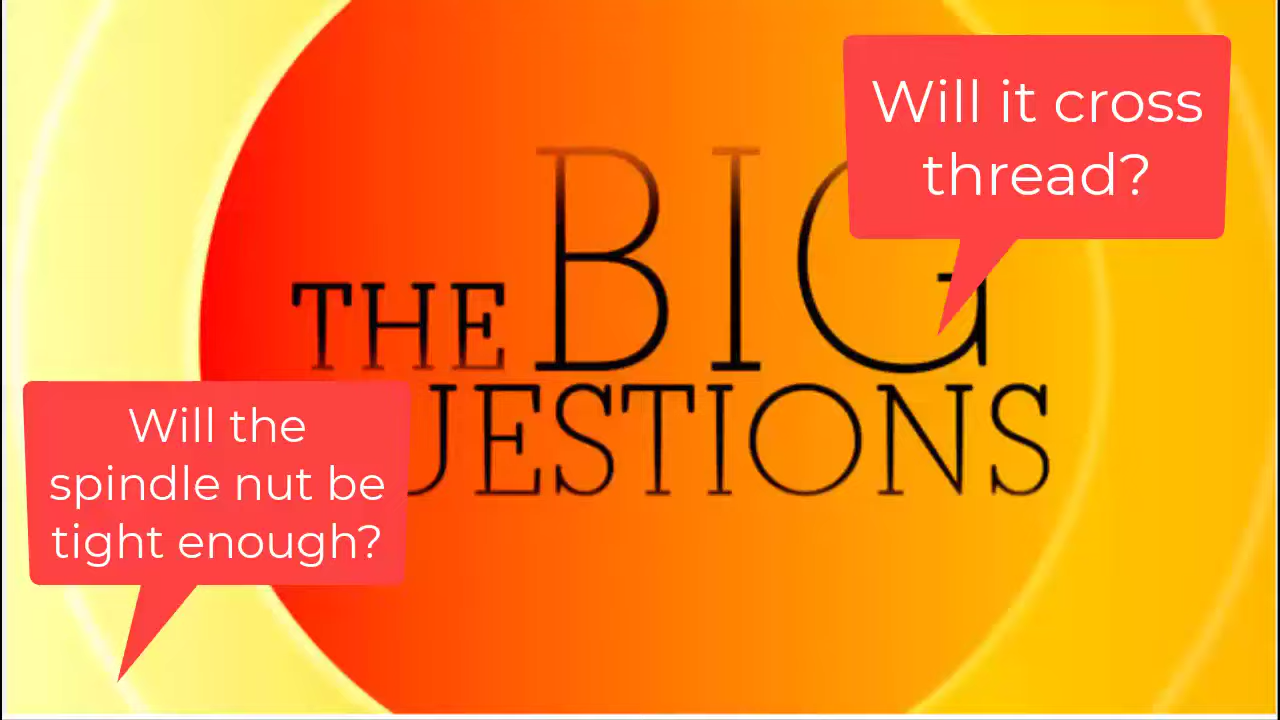 Will it cross
thread?
THE BIG
UESTIONS
Will the
spindle nut be
tight enough?